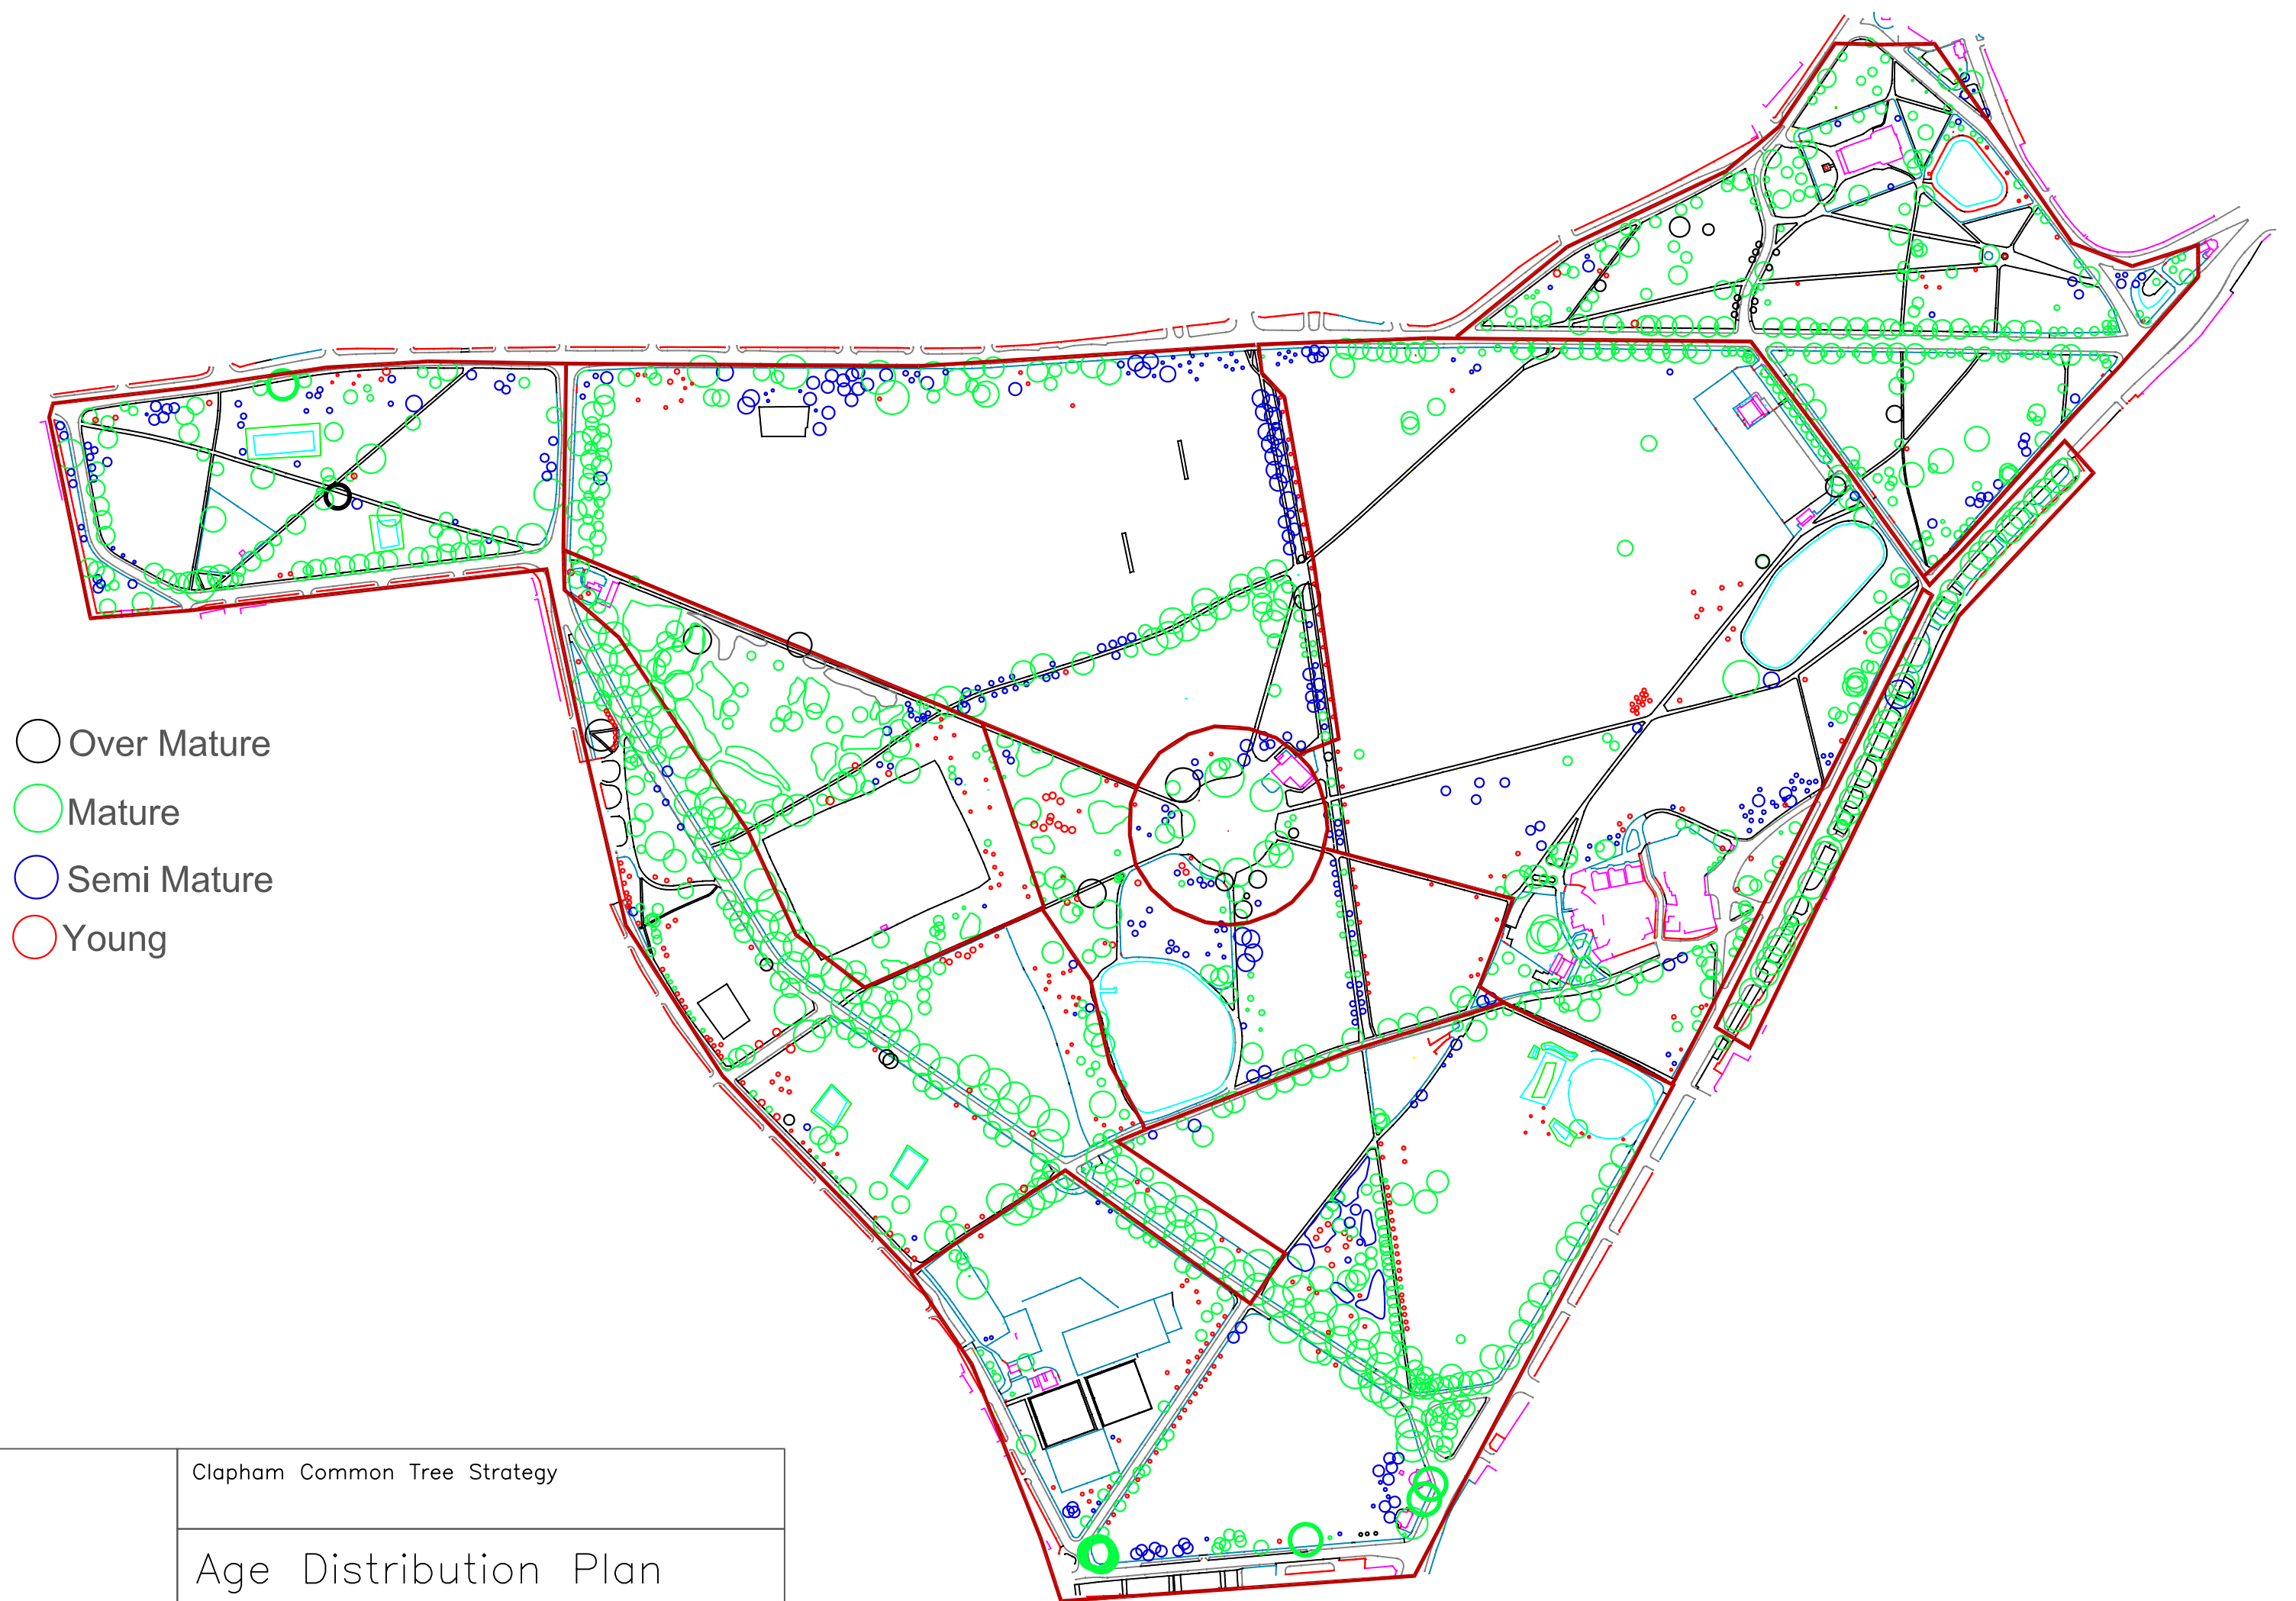 Over Mature
Mature
Semi Mature
Young
Clapham Common Tree Strategy
Age Distribution Plan